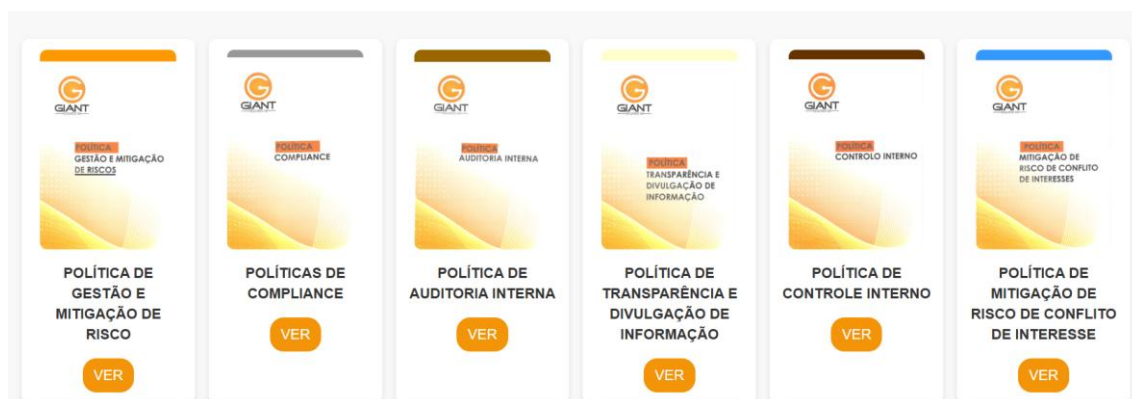 GIANT
POLÍTICA
GESTÃO E MITIGAÇÃO
DE RISCOS
POLÍTICA DE
GESTÃO E
MITIGAÇÃO DE
RISCO
VER
GIANT
POLÍTICA
COMPLIANCE
POLÍTICAS DE
COMPLIANCE
VER
GIANT
POLÍTICA
AUDITORIA INTERNA
POLÍTICA DE
AUDITORIA INTERNA
VER
GIANT
POLÍTICA
TRANSPARÊNCIA E
DIVULGAÇÃO DE
INFORMAÇÃO
POLÍTICA DE
TRANSPARÊNCIA E
DIVULGAÇÃO DE
INFORMAÇÃO
VER
GIANT
POLÍTICA
CONTROLO INTERNO
POLÍTICA DE
CONTROLE INTERNO
VER
GIANT
POLÍTICA
MITIGAÇÃO DE
RISCO DE CONFLITO
DE INTERESSES
POLÍTICA DE
MITIGAÇÃO DE
RISCO DE CONFLITO
DE INTERESSE
VER